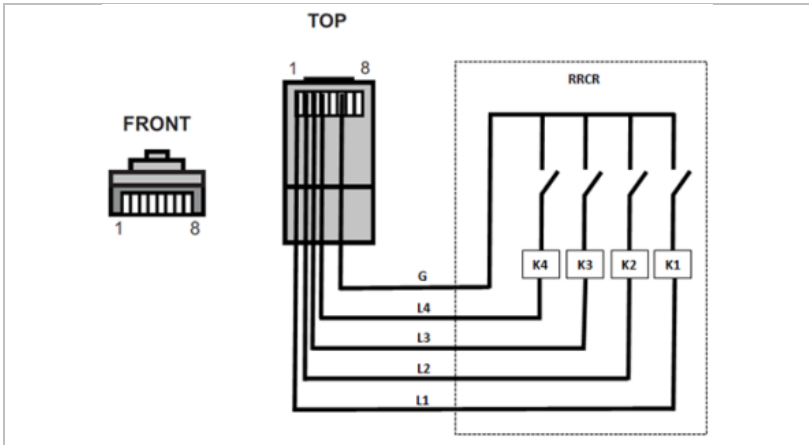 TOP
1 8
RRCR
FRONT
1 8
K4 K3 K2 K1
G
L4
L3
L2
L1